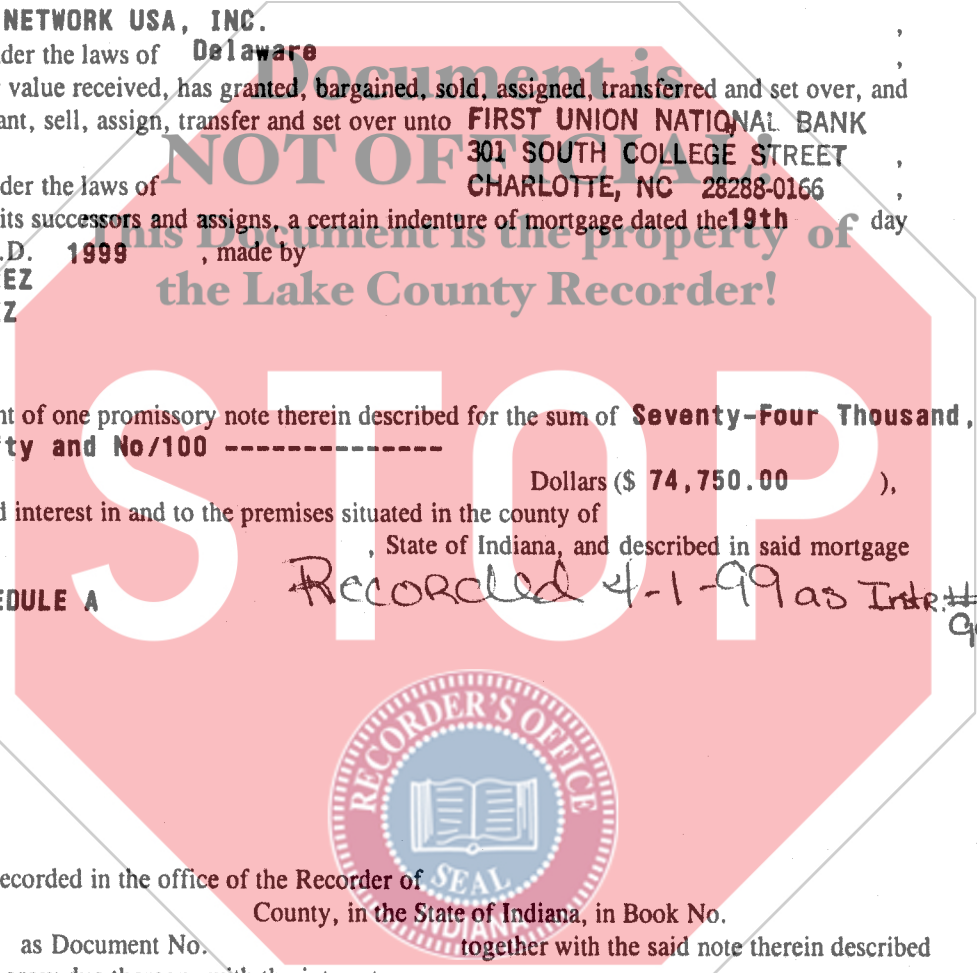 NETWORK USA, INC. ,
der the laws of Delaware ,
value received, has granted, bargained, sold, assigned, transferred and set over, and
ant, sell, assign, transfer and set over unto FIRST UNION NATIONAL BANK
301 SOUTH COLLEGE STREET ,
der the laws of CHARLOTTE, NC 28288-0166 ,
its successors and assigns, a certain indenture of mortgage dated the 19th day
.D. 1999 , made by
EZ
Z
Document is
NOT OFFICIAL!
This Document is the property of
the Lake County Recorder!
STOP
nt of one promissory note therein described for the sum of Seventy-Four Thousand,
ty and No/100 ---------------
Dollars ($ 74,750.00 ),
d interest in and to the premises situated in the county of
, State of Indiana, and described in said mortgage
EDULE A
Recorded 4-1-99 as Instr.#
RECORDER'S OFFICE
SEAL
INDIANA
ecorded in the office of the Recorder of
County, in the State of Indiana, in Book No.
as Document No. together with the said note therein described